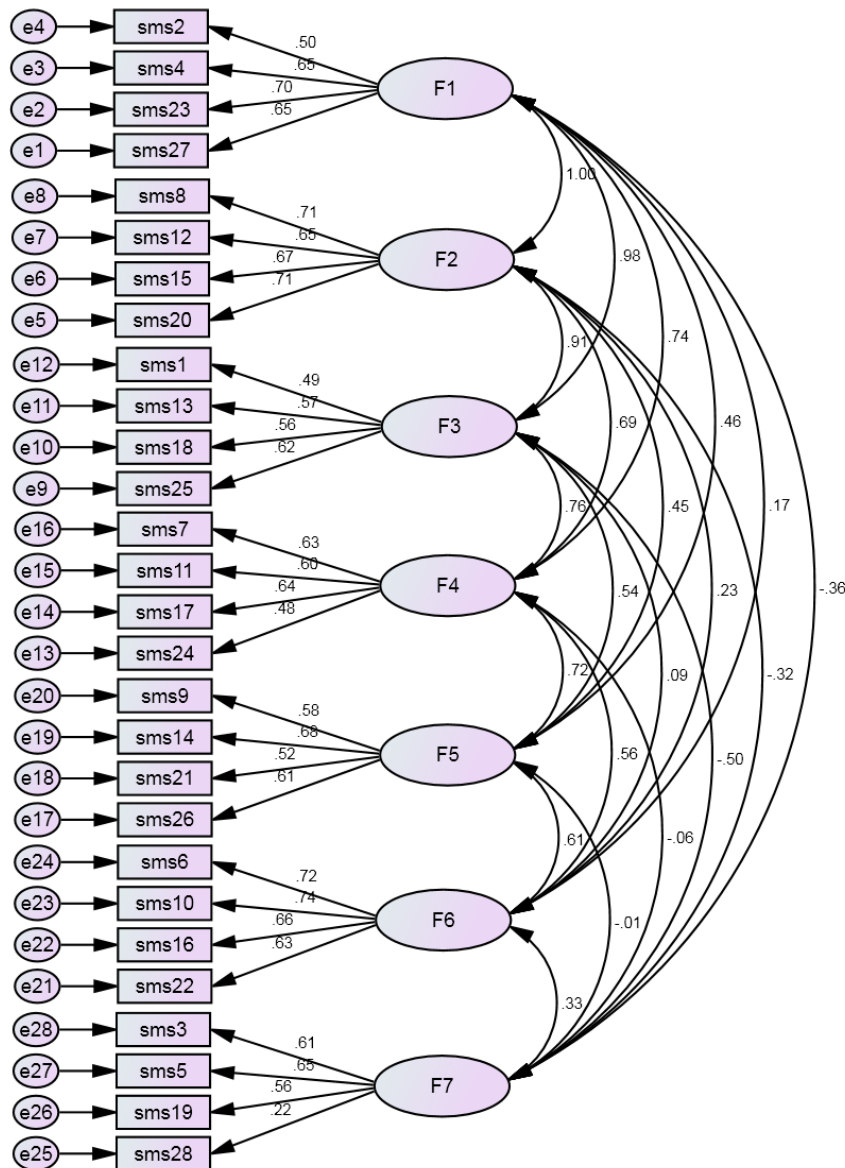 e4 sms2
.50
e3 sms4 .65
F1
.70
e2 sms23
.65
e1 sms27
1.00
e8 sms8
.71
e7 sms12 .65
F2 .98
.67
e6 sms15
.71
e5 sms20
.91 .74
e12 sms1
.49
e11 sms13 .57
F3 .69 .46
.56
e10 sms18
.62
e9 sms25
.76 .45 .17
e16 sms7
.63
e15 sms11 .60
F4 .54 .23 -.36
.64
e14 sms17
.48
e13 sms24
.72 .09 -.32
e20 sms9
.58
e19 sms14 .68
F5 .56 -.50
.52
e18 sms21
.61
e17 sms26
.61 -.06
e24 sms6
.72
e23 sms10 .74
F6 -.01
.66
e22 sms16
.63
e21 sms22
.33
e28 sms3
.61
e27 sms5 .65
F7
.56
e26 sms19
.22
e25 sms28